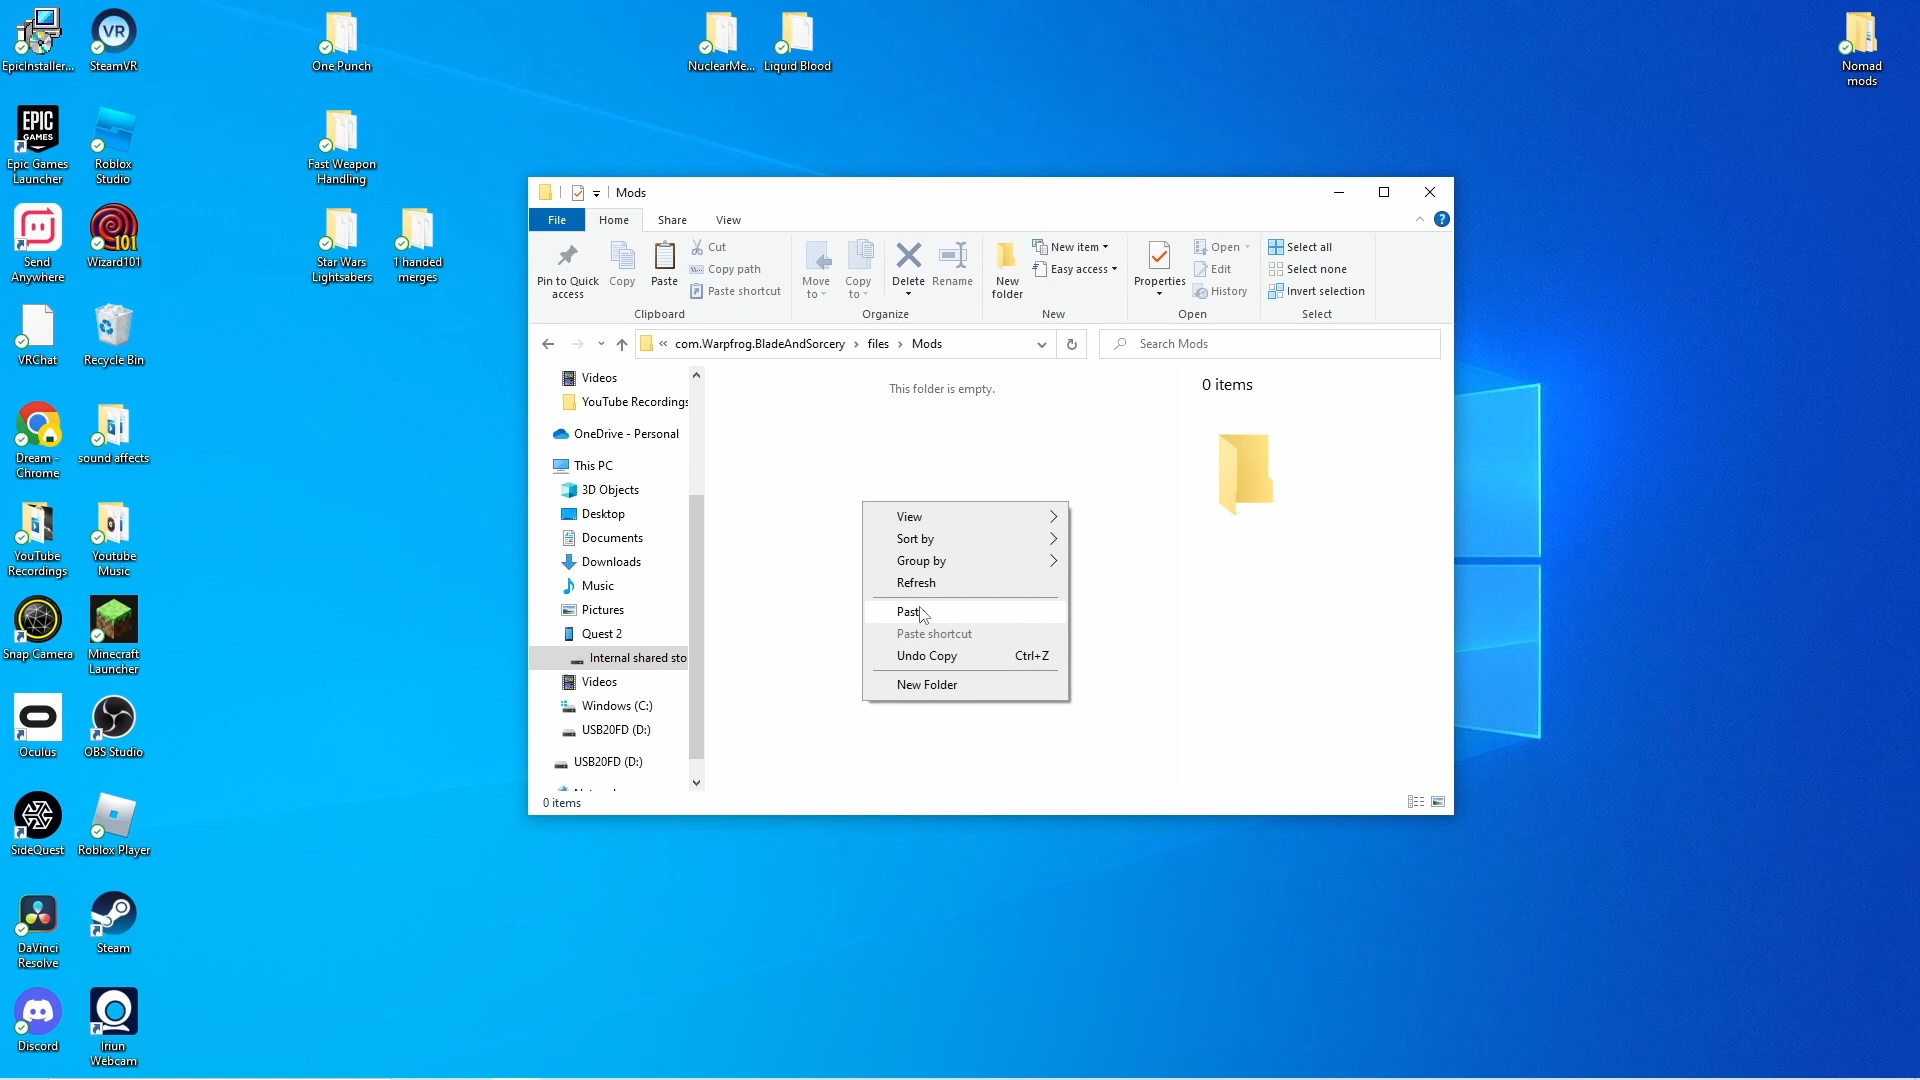 EpicInstaller...
SteamVR
One Punch
NuclearMe...
Liquid Blood
Nomad
mods
Epic Games
Launcher
Roblox
Studio
Fast Weapon
Handling
Send
Anywhere
Wizard101
Star Wars
Lightsabers
1 handed
merges
VRChat
Recycle Bin
Dream -
Chrome
sound affects
YouTube
Recordings
Youtube
Music
Snap Camera
Minecraft
Launcher
Oculus
OBS Studio
SideQuest
Roblox Player
DaVinci
Resolve
Steam
Discord
Iriun
Webcam
VR
EPIC
GAMES
101
Mods
File
Home
Share
View
Pin to Quick
access
Copy
Paste
Cut
Copy path
Paste shortcut
Clipboard
Move
to
Copy
to
Delete
Rename
Organize
New
folder
New item
Easy access
New
Properties
Open
Edit
History
Open
Select all
Select none
Invert selection
Select
« com.Warpfrog.BladeAndSorcery > files > Mods
Search Mods
Videos
YouTube Recordings
OneDrive - Personal
This PC
3D Objects
Desktop
Documents
Downloads
Music
Pictures
Quest 2
Internal shared sto
Videos
Windows (C:)
USB20FD (D:)
USB20FD (D:)
This folder is empty.
0 items
View
Sort by
Group by
Refresh
Past
Paste shortcut
Undo Copy Ctrl+Z
New Folder
0 items